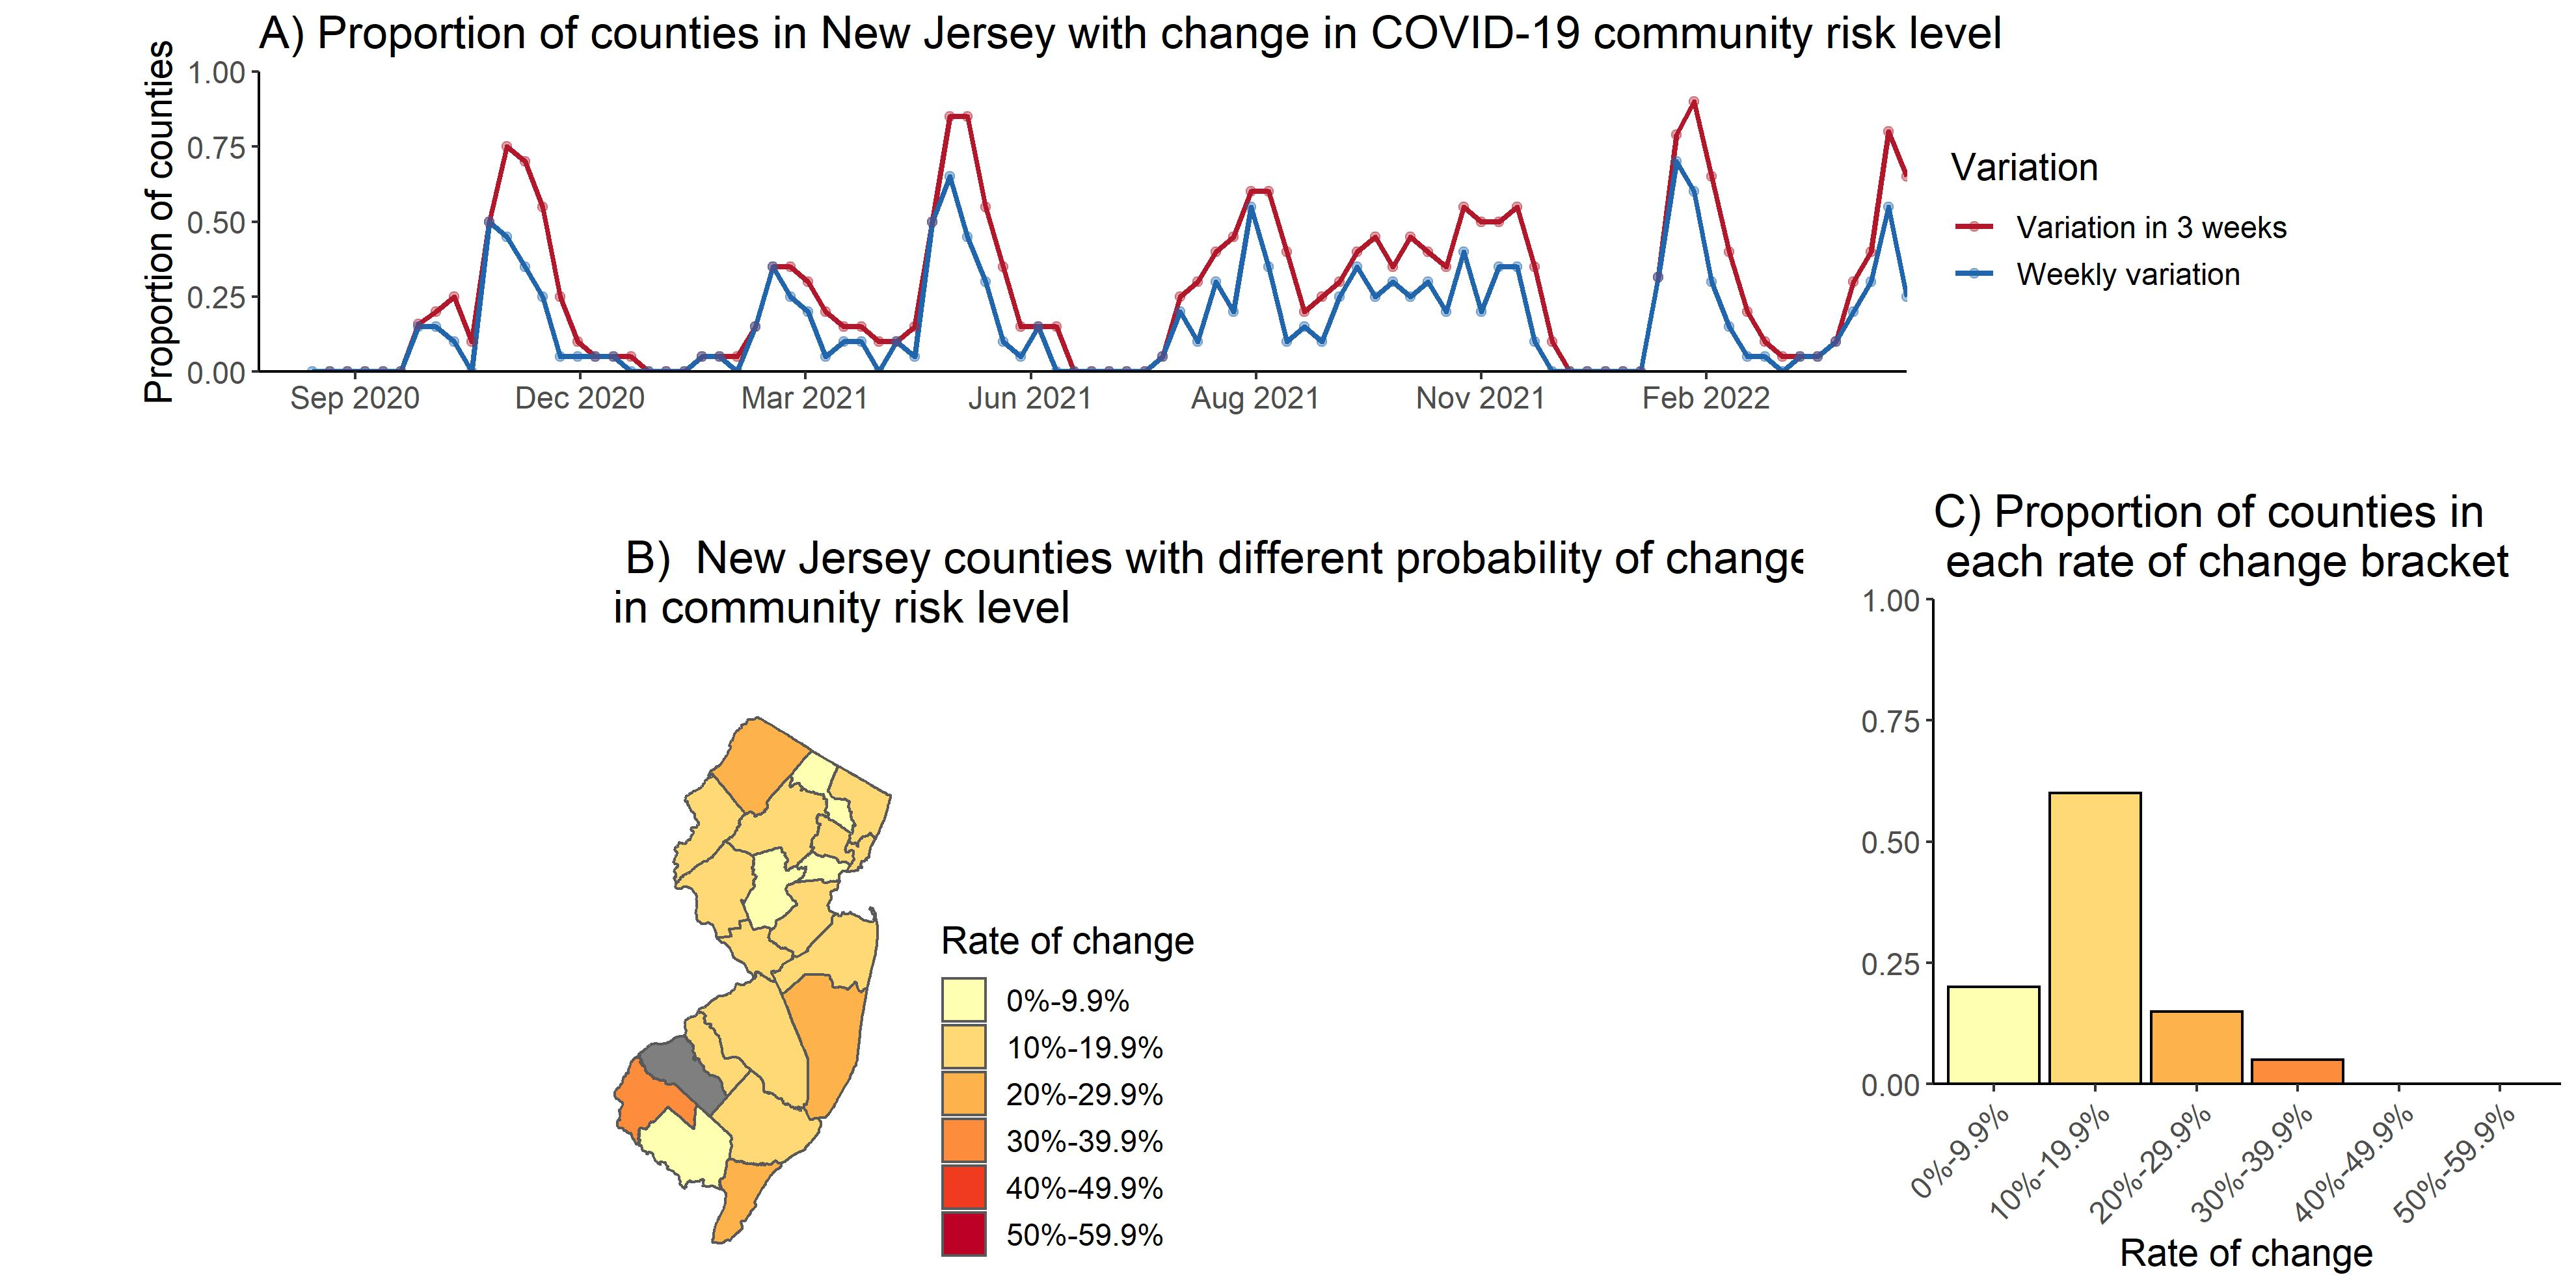 A) Proportion of counties in New Jersey with change in COVID-19 community risk level
Proportion of counties
1.00
0.75
0.50
0.25
0.00
Sep 2020 Dec 2020 Mar 2021 Jun 2021 Aug 2021 Nov 2021 Feb 2022
Variation
Variation in 3 weeks
Weekly variation
B) New Jersey counties with different probability of change
in community risk level
Rate of change
0%-9.9%
10%-19.9%
20%-29.9%
30%-39.9%
40%-49.9%
50%-59.9%
C) Proportion of counties in
each rate of change bracket
1.00
0.75
0.50
0.25
0.00
0%-9.9%
10%-19.9%
20%-29.9%
30%-39.9%
40%-49.9%
50%-59.9%
Rate of change